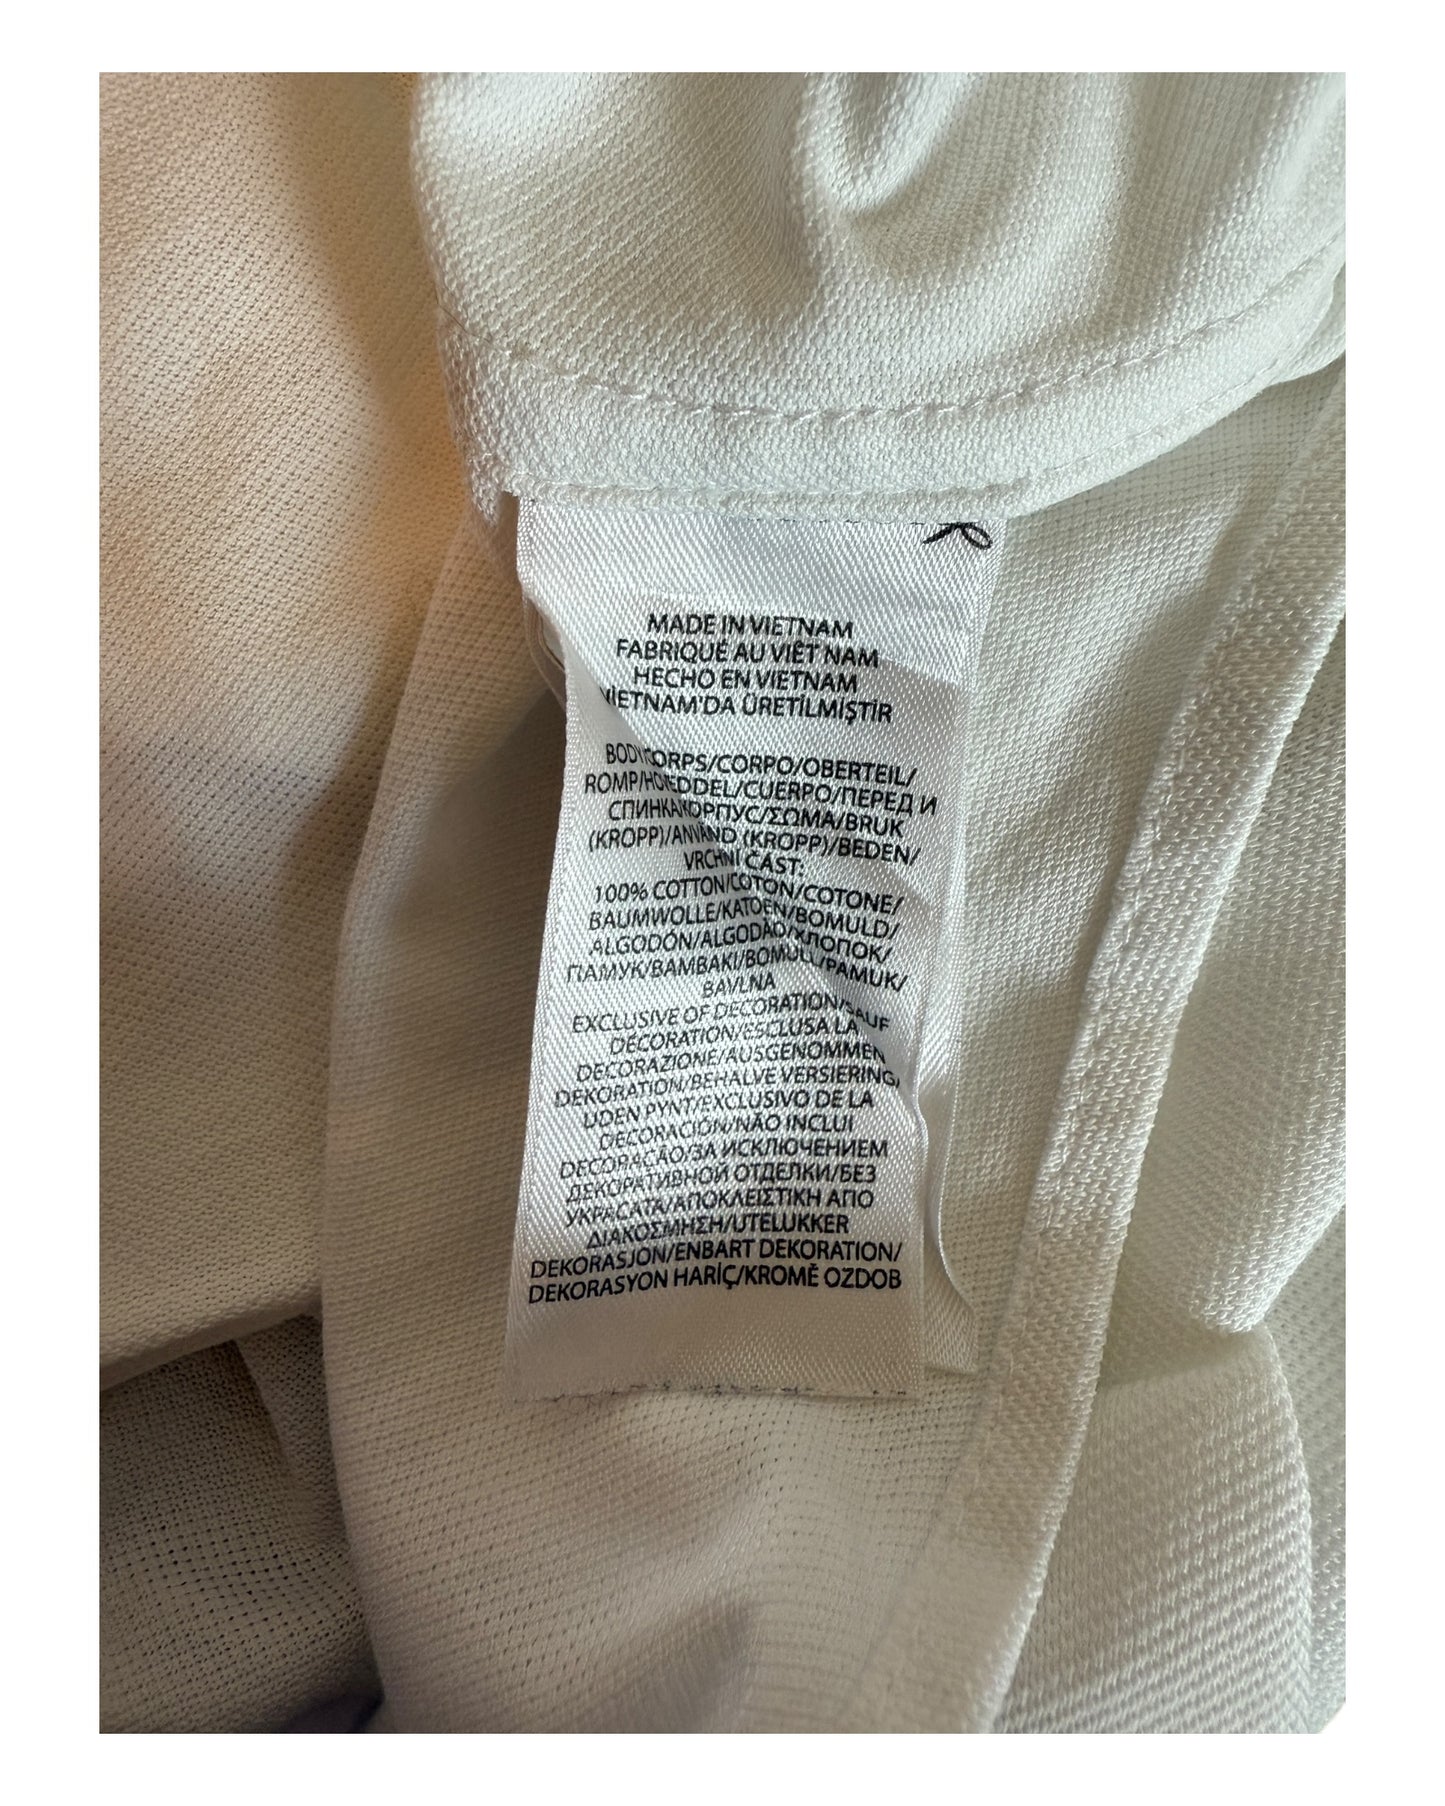 MADE IN VIETNAM
FABRIQUÉ AU VIÊT NAM
HECHO EN VIETNAM
VİETNAM'DA ÜRETİLMİŞTİR
BODY/CORPS/CORPO/OBERTEIL/
ROMP/HOVEDDEL/CUERPO/ПЕРЕД И
СПИНКА/КОРПУС/ΣΩΜΑ/BRUK
(KROPP)/ANVÄND (KROPP)/BEDEN/
VRCHNÍ ČÁST:
100% COTTON/COTON/COTONE/
BAUMWOLLE/KATOEN/BOMULD/
ALGODÓN/ALGODÃO/ХЛОПОК/
ПАМУК/BAMBAKI/BOMULL/PAMUK/
BAVLNA
EXCLUSIVE OF DECORATION/SAUF
DÉCORATION/ESCLUSA LA
DECORAZIONE/AUSGENOMMEN
DEKORATION/BEHALVE VERSIERING/
UDEN PYNT/EXCLUSIVO DE LA
DECORACIÓN/NÃO INCLUI
DECORAÇÃO/ЗА ИСКЛЮЧЕНИЕМ
ДЕКОРАТИВНОЙ ОТДЕЛКИ/БЕЗ
УКРАСАТА/ΑΠΟΚΛΕΙΣΤΙΚΗ ΑΠΟ
ΔΙΑΚΟΣΜΗΣΗ/UTELUKKER
DEKORASJON/ENBART DEKORATION/
DEKORASYON HARİÇ/KROMĚ OZDOB